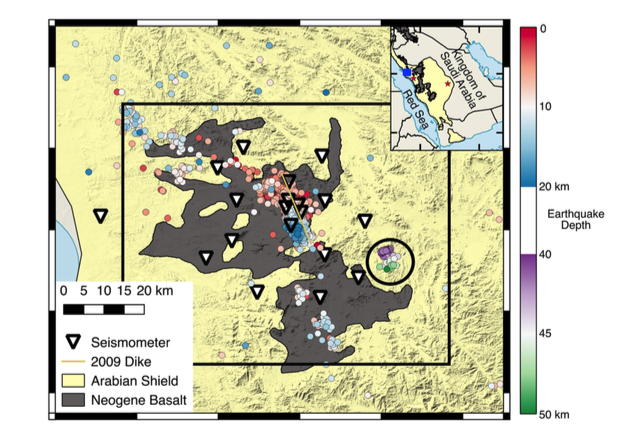 Kingdom of
Saudi Arabia
Red Sea
0
10
20 km
Earthquake
Depth
40
45
50 km
0 5 10 15 20 km
Seismometer
2009 Dike
Arabian Shield
Neogene Basalt